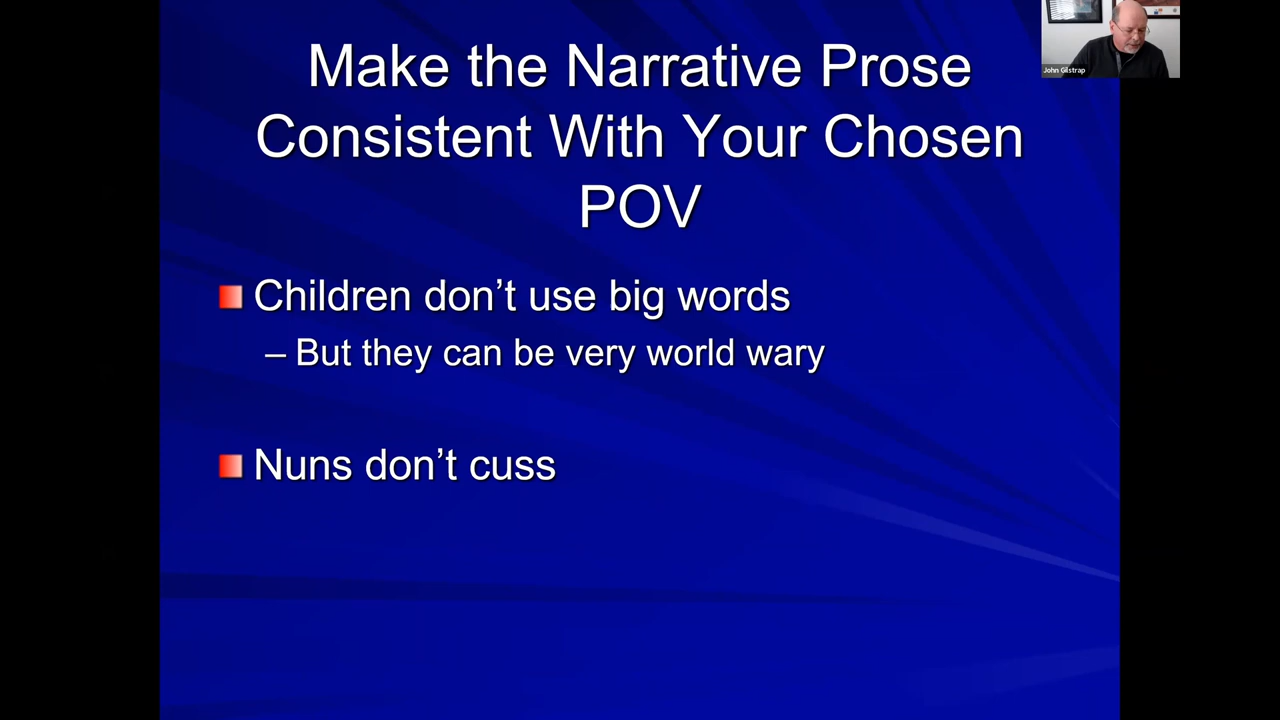 Make the Narrative Prose
Consistent With Your Chosen
POV
Children don’t use big words
– But they can be very world wary
Nuns don’t cuss
John Gilstrap